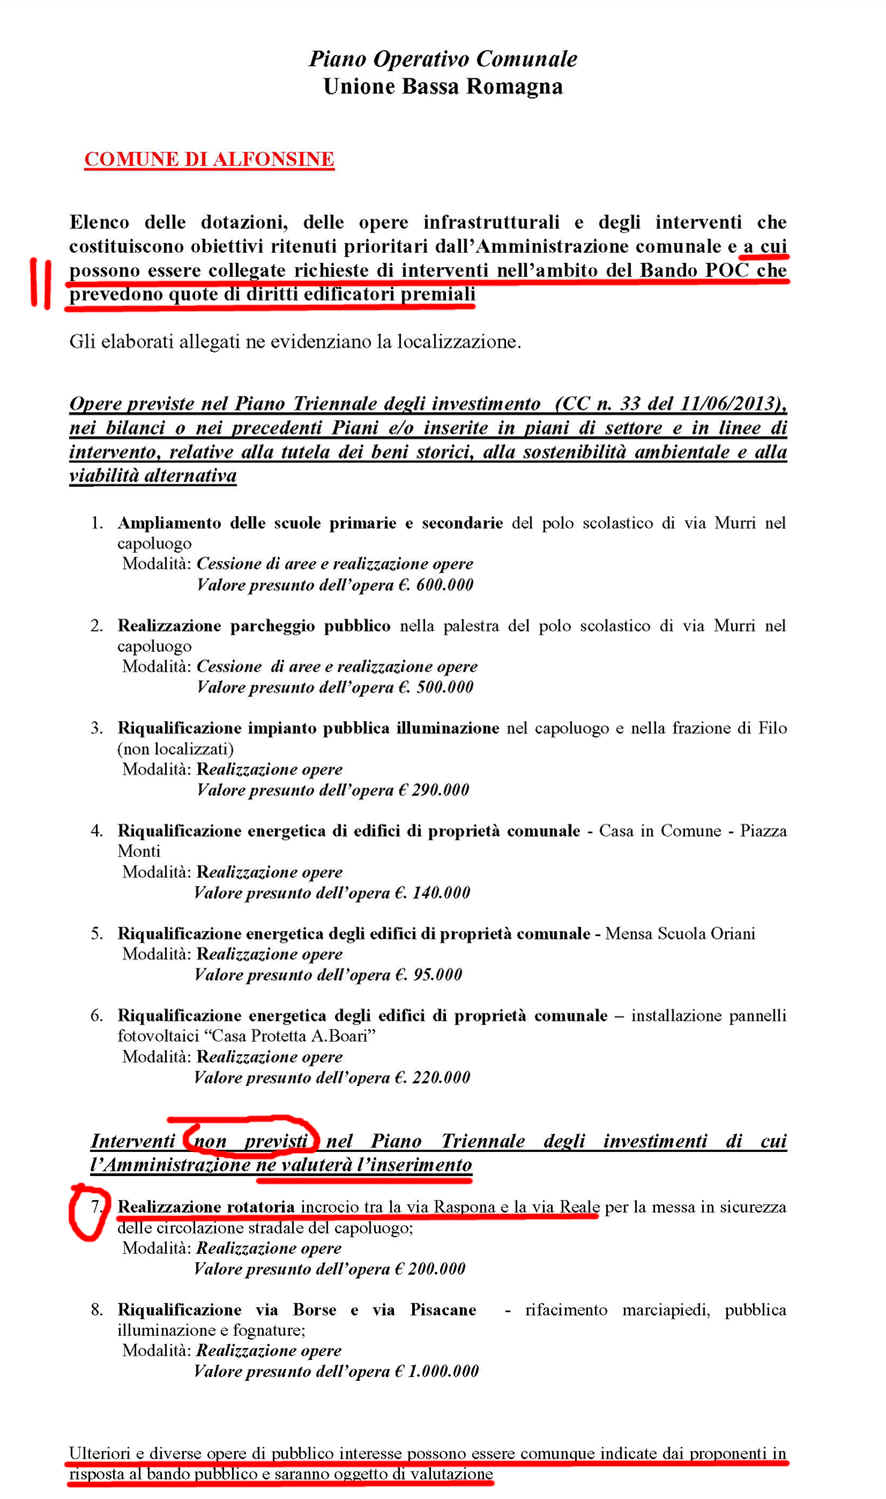 Piano Operativo Comunale
Unione Bassa Romagna
COMUNE DI ALFONSINE
Elenco delle dotazioni, delle opere infrastrutturali e degli interventi che
costituiscono obiettivi ritenuti prioritari dall'Amministrazione comunale e a cui
possono essere collegate richieste di interventi nell'ambito del Bando POC che
prevedono quote di diritti edificatori premiali
Gli elaborati allegati ne evidenziano la localizzazione.
Opere previste nel Piano Triennale degli investimento (CC n. 33 del 11/06/2013),
nei bilanci o nei precedenti Piani e/o inserite in piani di settore e in linee di
intervento, relative alla tutela dei beni storici, alla sostenibilità ambientale e alla
viabilità alternativa
1. Ampliamento delle scuole primarie e secondarie del polo scolastico di via Murri nel
capoluogo
Modalità: Cessione di aree e realizzazione opere
Valore presunto dell'opera €. 600.000
2. Realizzazione parcheggio pubblico nella palestra del polo scolastico di via Murri nel
capoluogo
Modalità: Cessione di aree e realizzazione opere
Valore presunto dell'opera €. 500.000
3. Riqualificazione impianto pubblica illuminazione nel capoluogo e nella frazione di Filo
(non localizzati)
Modalità: Realizzazione opere
Valore presunto dell'opera € 290.000
4. Riqualificazione energetica di edifici di proprietà comunale - Casa in Comune - Piazza
Monti
Modalità: Realizzazione opere
Valore presunto dell'opera €. 140.000
5. Riqualificazione energetica degli edifici di proprietà comunale - Mensa Scuola Oriani
Modalità: Realizzazione opere
Valore presunto dell'opera €. 95.000
6. Riqualificazione energetica degli edifici di proprietà comunale – installazione pannelli
fotovoltaici “Casa Protetta A.Boari”
Modalità: Realizzazione opere
Valore presunto dell'opera €. 220.000
Interventi non previsti nel Piano Triennale degli investimenti di cui
l'Amministrazione ne valuterà l'inserimento
7. Realizzazione rotatoria incrocio tra la via Raspona e la via Reale per la messa in sicurezza
delle circolazione stradale del capoluogo;
Modalità: Realizzazione opere
Valore presunto dell'opera € 200.000
8. Riqualificazione via Borse e via Pisacane - rifacimento marciapiedi, pubblica
illuminazione e fognature;
Modalità: Realizzazione opere
Valore presunto dell'opera € 1.000.000
Ulteriori e diverse opere di pubblico interesse possono essere comunque indicate dai proponenti in
risposta al bando pubblico e saranno oggetto di valutazione